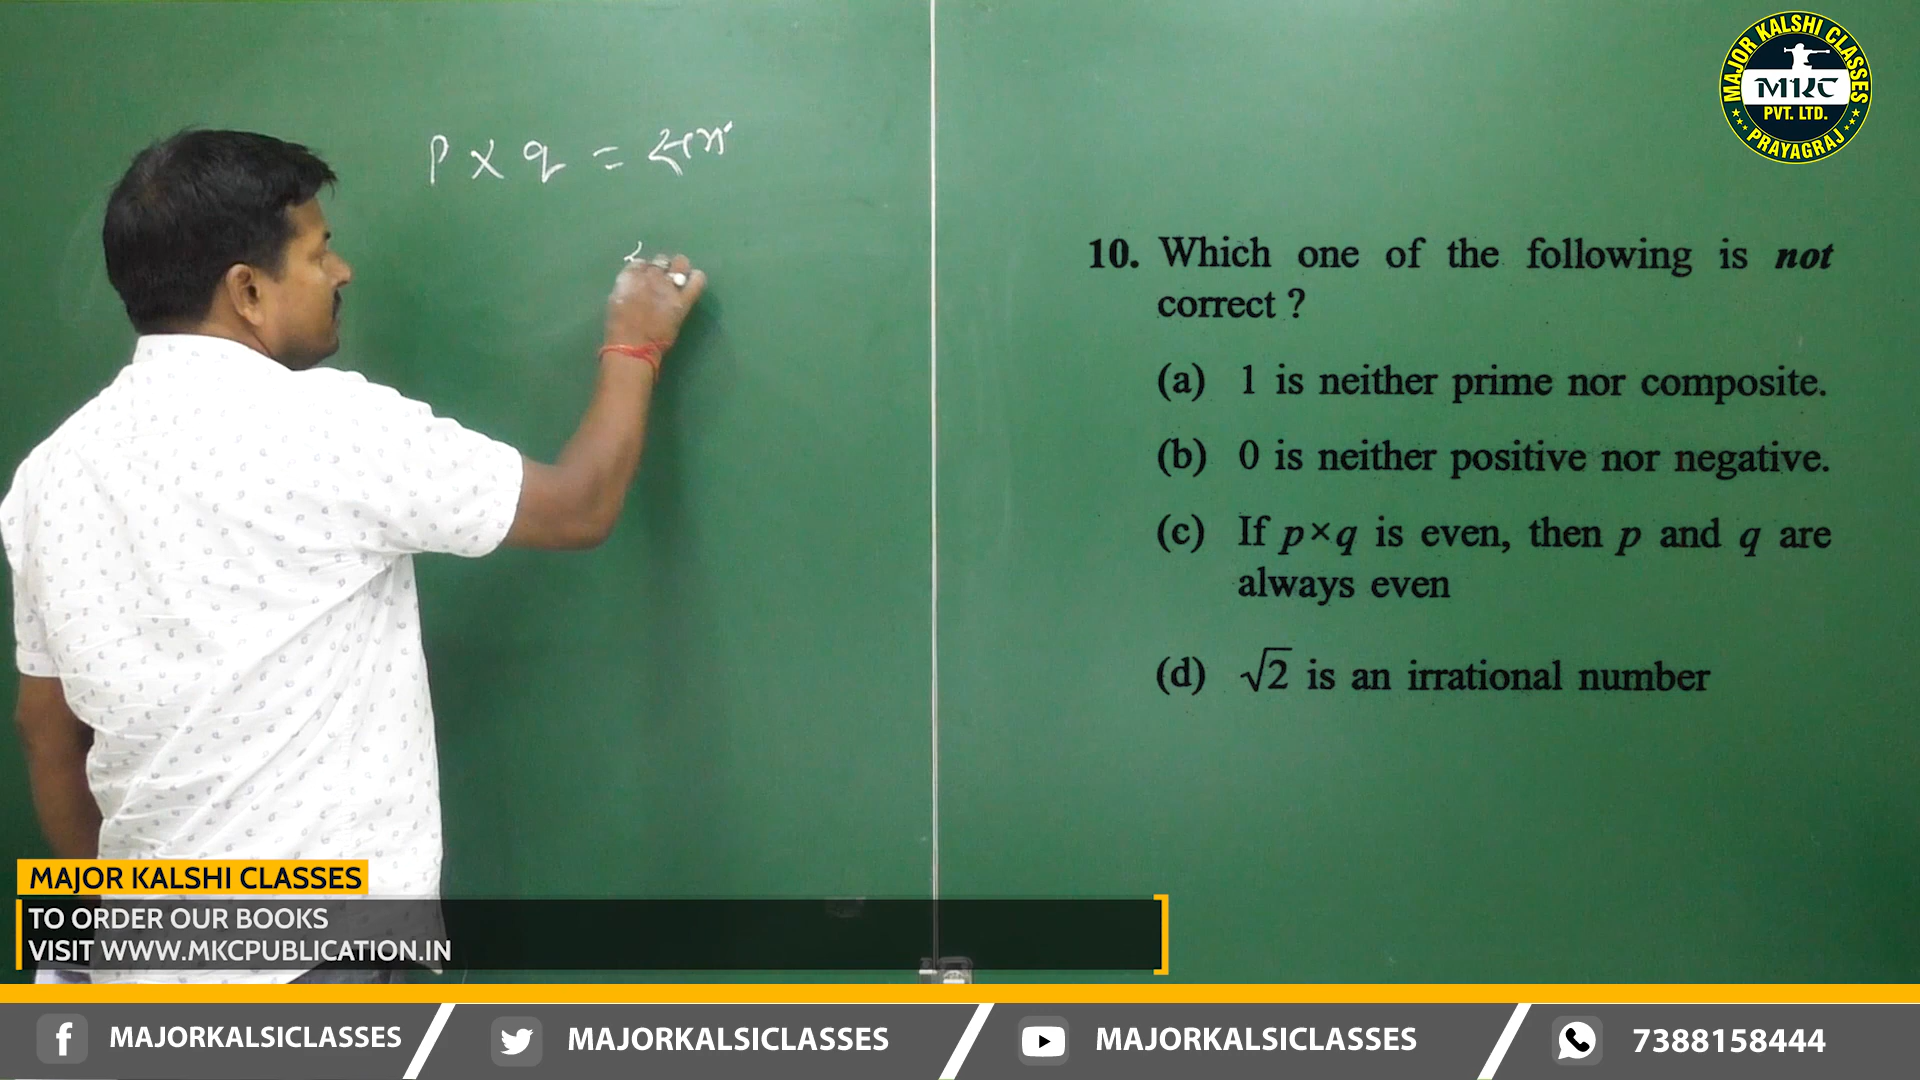 MAJOR KALSHI CLASSES
MKC
PVT. LTD.
PRAYAGRAJ
p × q = सम
10. Which one of the following is not
correct ?
(a) 1 is neither prime nor composite.
(b) 0 is neither positive nor negative.
(c) If p×q is even, then p and q are
always even
(d) √2 is an irrational number
MAJOR KALSHI CLASSES
TO ORDER OUR BOOKS
VISIT WWW.MKCPUBLICATION.IN
MAJORKALSICLASSES
MAJORKALSICLASSES
MAJORKALSICLASSES
7388158444